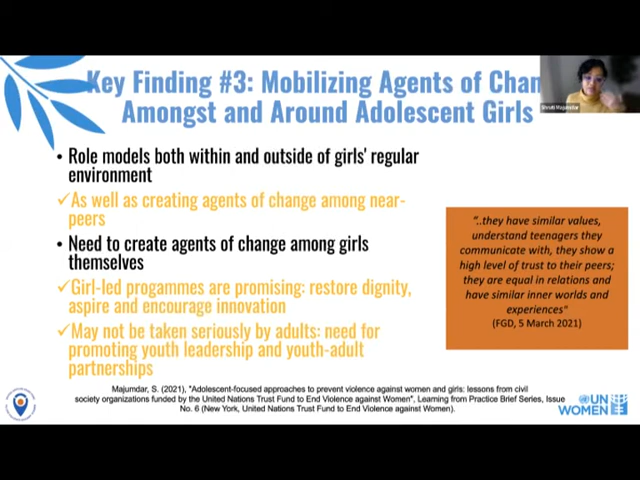 Key Finding #3: Mobilizing Agents of Chan
Amongst and Around Adolescent Girls
• Role models both within and outside of girls' regular
environment
✓As well as creating agents of change among near-
peers
• Need to create agents of change among girls
themselves
✓Girl-led progammes are promising: restore dignity,
aspire and encourage innovation
✓May not be taken seriously by adults: need for
promoting youth leadership and youth-adult
partnerships
"..they have similar values,
understand teenagers they
communicate with, they show a
high level of trust to their peers;
they are equal in relations and
have similar inner worlds and
experiences"
(FGD, 5 March 2021)
Majumdar, S. (2021), "Adolescent-focused approaches to prevent violence against women and girls: lessons from civil
society organizations funded by the United Nations Trust Fund to End Violence against Women", Learning from Practice Brief Series, Issue
No. 6 (New York, United Nations Trust Fund to End Violence against Women).
UN
WOMEN
Shruti Majumdar